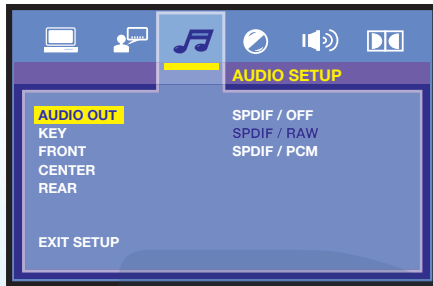 AUDIO SETUP
AUDIO OUT
KEY
FRONT
CENTER
REAR
EXIT SETUP
SPDIF / OFF
SPDIF / RAW
SPDIF / PCM